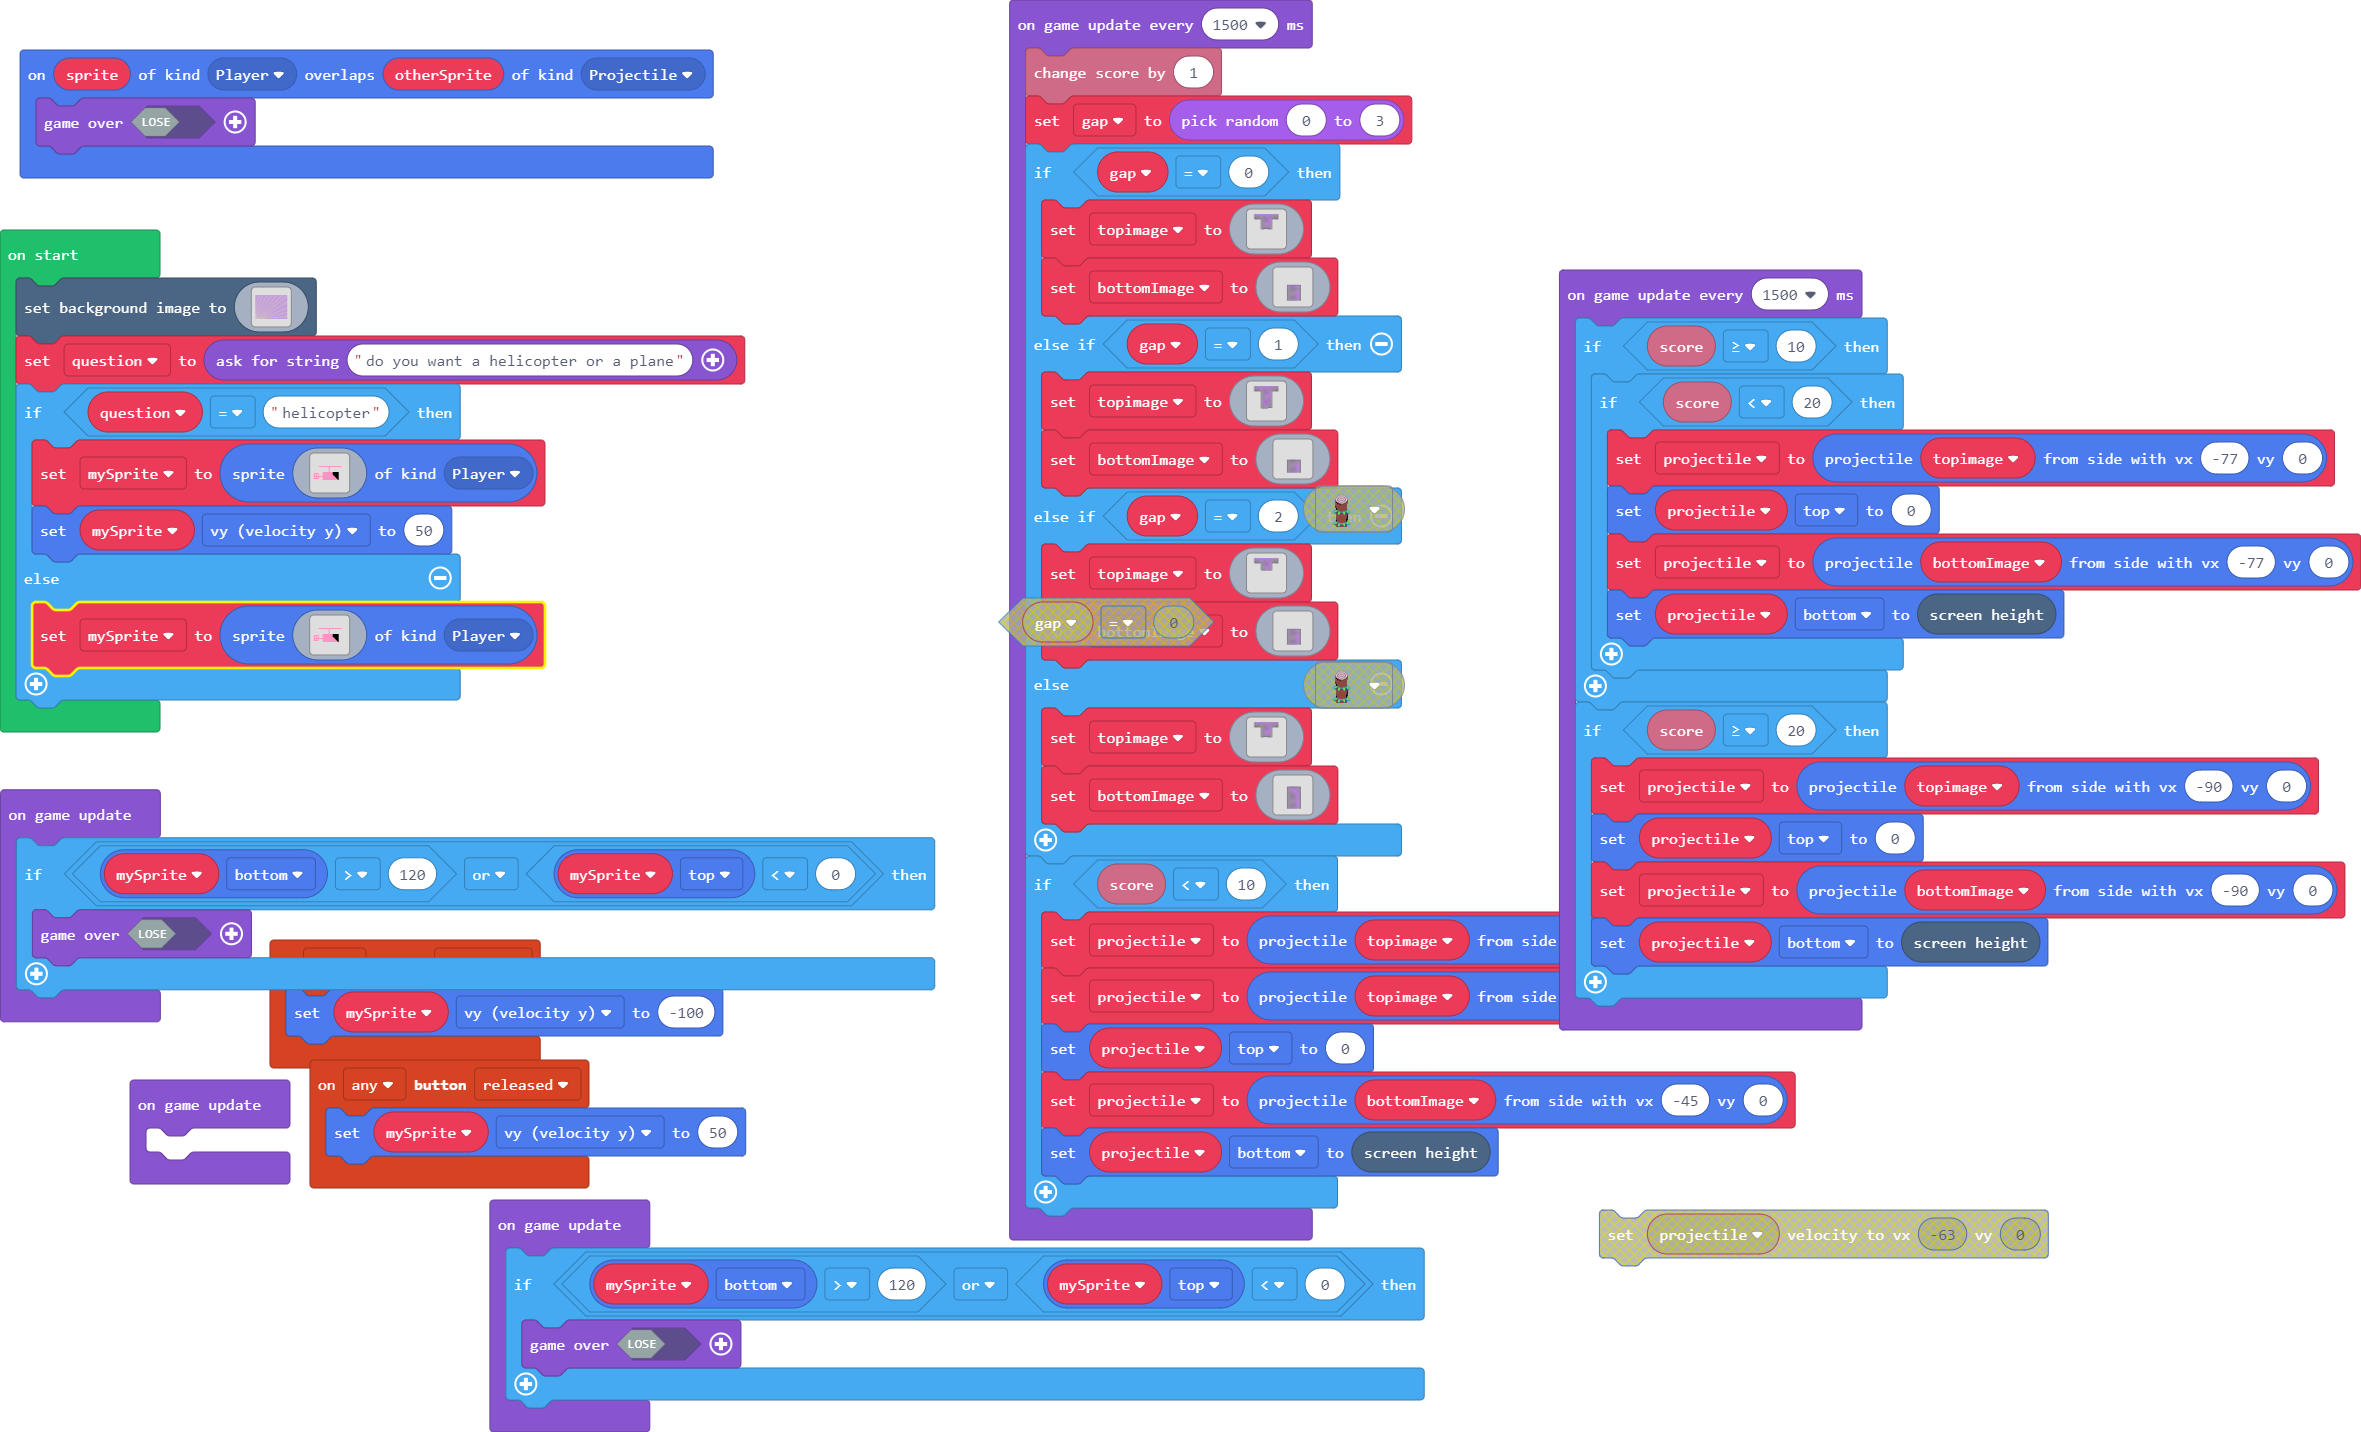 on sprite of kind Player overlaps otherSprite of kind Projectile
game over LOSE
on start
set background image to
set question to ask for string "do you want a helicopter or a plane"
if question = "helicopter" then
set mySprite to sprite of kind Player
set mySprite vy (velocity y) to 50
else
set mySprite to sprite of kind Player
on game update
if mySprite bottom > 120 or mySprite top < 0 then
game over LOSE
set mySprite vy (velocity y) to -100
on any button released
set mySprite vy (velocity y) to 50
on game update
on game update
if mySprite bottom > 120 or mySprite top < 0 then
game over LOSE
on game update every 1500 ms
change score by 1
set gap to pick random 0 to 3
if gap = 0 then
set topimage to
set bottomImage to
else if gap = 1 then
set topimage to
set bottomImage to
else if gap = 2 then
set topimage to
gap = 0
bottomImage to
else
set topimage to
set bottomImage to
if score < 10 then
set projectile to projectile topimage from side
set projectile to projectile topimage from side
set projectile top to 0
set projectile to projectile bottomImage from side with vx -45 vy 0
set projectile bottom to screen height
on game update every 1500 ms
if score ≥ 10 then
if score < 20 then
set projectile to projectile topimage from side with vx -77 vy 0
set projectile top to 0
set projectile to projectile bottomImage from side with vx -77 vy 0
set projectile bottom to screen height
if score ≥ 20 then
set projectile to projectile topimage from side with vx -90 vy 0
set projectile top to 0
set projectile to projectile bottomImage from side with vx -90 vy 0
set projectile bottom to screen height
set projectile velocity to vx -63 vy 0